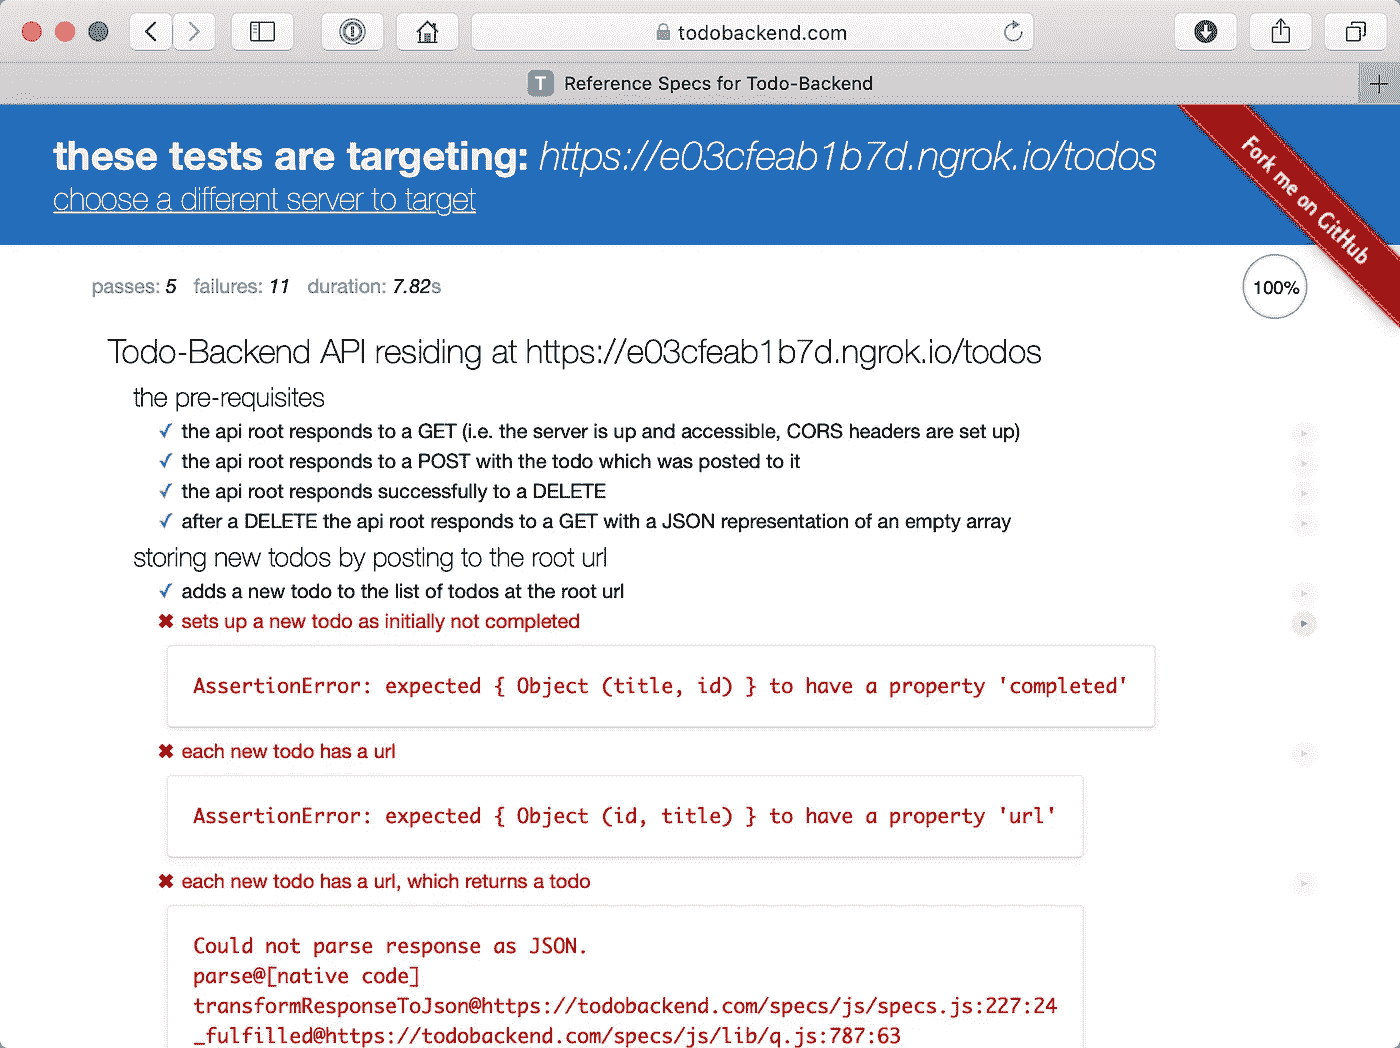 todobackend.com
T Reference Specs for Todo-Backend
these tests are targeting: https://e03cfeab1b7d.ngrok.io/todos
choose a different server to target
Fork me on GitHub
passes: 5 failures: 11 duration: 7.82s
100%
Todo-Backend API residing at https://e03cfeab1b7d.ngrok.io/todos
the pre-requisites
✓ the api root responds to a GET (i.e. the server is up and accessible, CORS headers are set up)
✓ the api root responds to a POST with the todo which was posted to it
✓ the api root responds successfully to a DELETE
✓ after a DELETE the api root responds to a GET with a JSON representation of an empty array
storing new todos by posting to the root url
✓ adds a new todo to the list of todos at the root url
✖ sets up a new todo as initially not completed
AssertionError: expected { Object (title, id) } to have a property 'completed'
✖ each new todo has a url
AssertionError: expected { Object (id, title) } to have a property 'url'
✖ each new todo has a url, which returns a todo
Could not parse response as JSON.
parse@[native code]
transformResponseToJson@https://todobackend.com/specs/js/specs.js:227:24
_fulfilled@https://todobackend.com/specs/js/lib/q.js:787:63